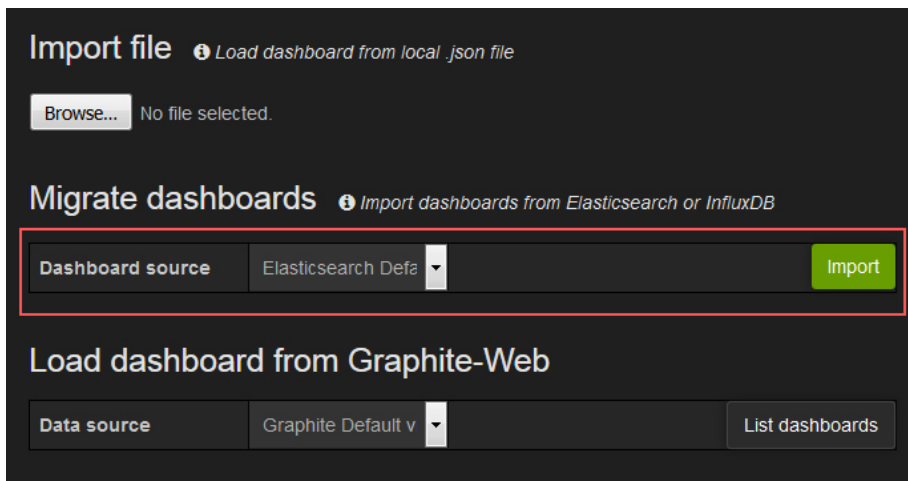 Import file Load dashboard from local .json file
Browse... No file selected.
Migrate dashboards Import dashboards from Elasticsearch or InfluxDB
Dashboard source Elasticsearch Defa Import
Load dashboard from Graphite-Web
Data source Graphite Default v List dashboards